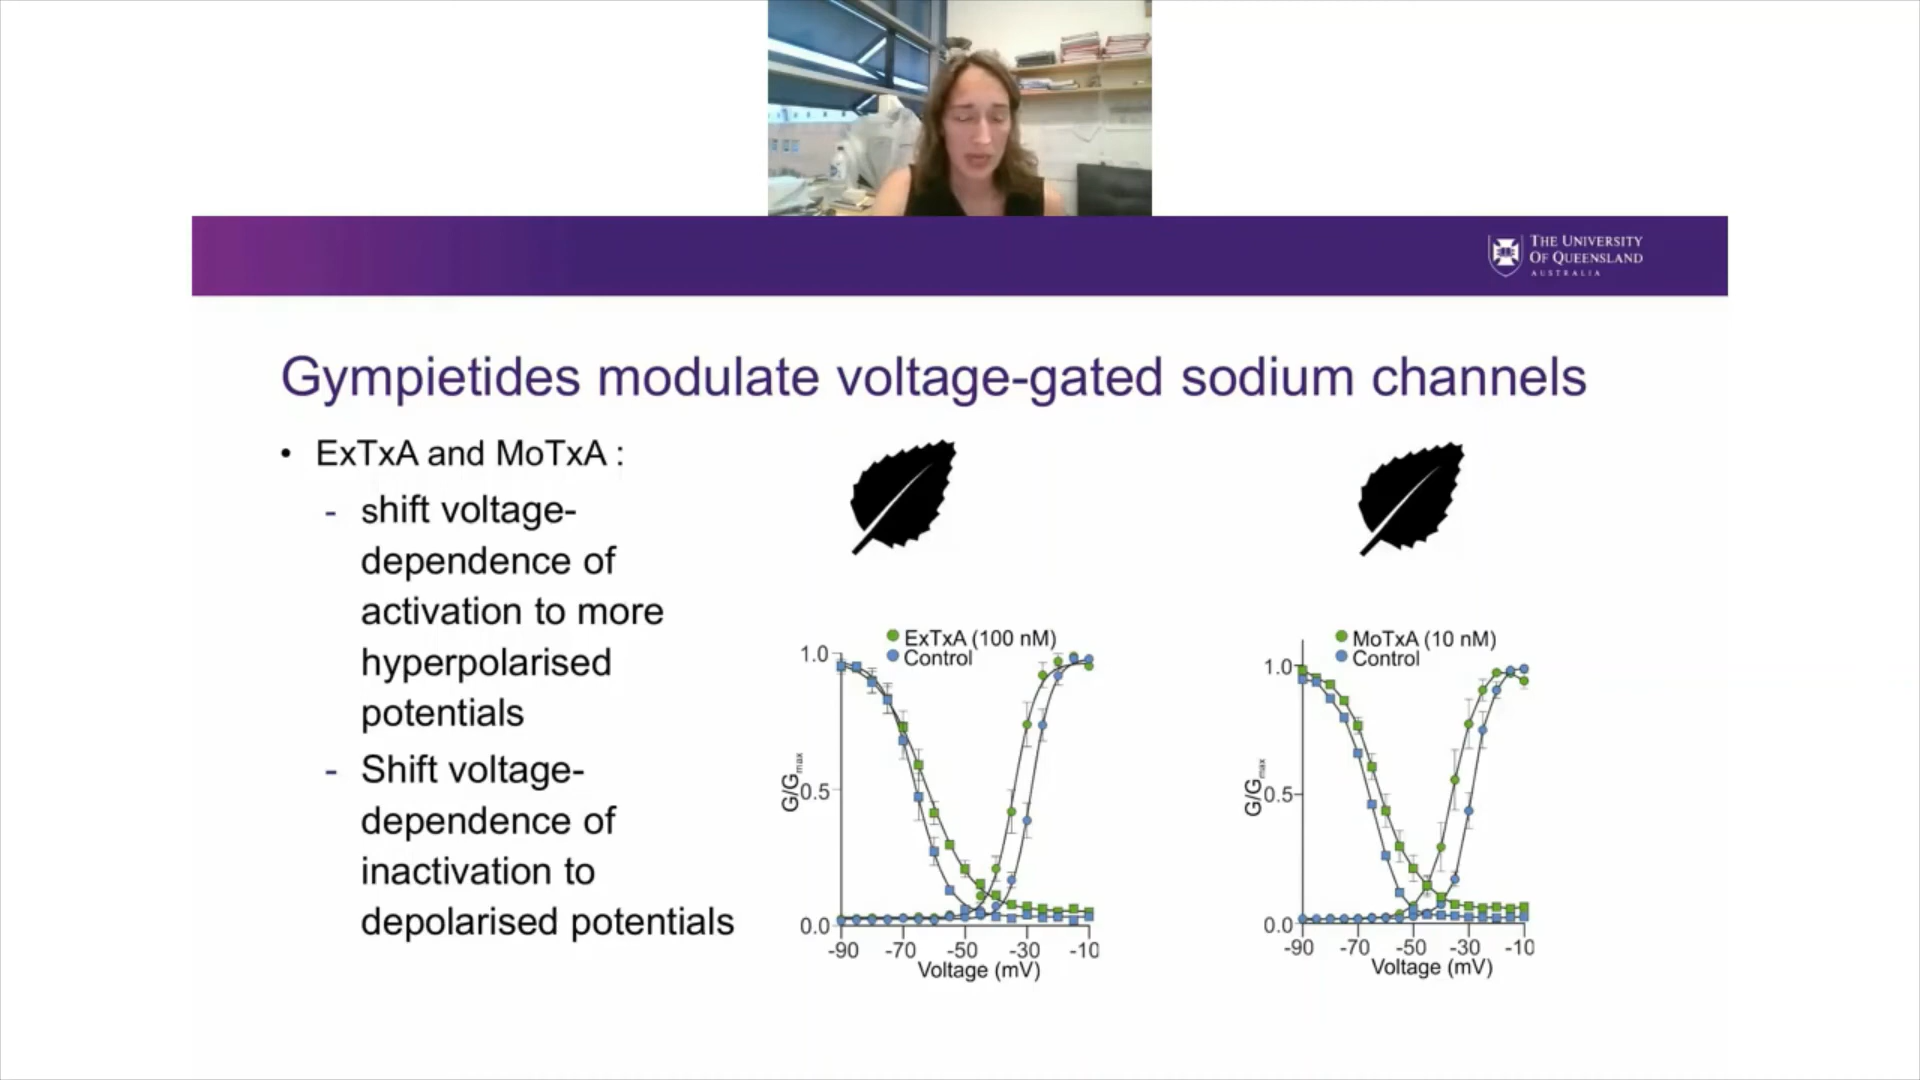 THE UNIVERSITY
OF QUEENSLAND
AUSTRALIA
Gympietides modulate voltage-gated sodium channels
• ExTxA and MoTxA :
- shift voltage-
dependence of
activation to more
hyperpolarised
potentials
- Shift voltage-
dependence of
inactivation to
depolarised potentials
ExTxA (100 nM)
Control
1.0
0.5
0.0
G/Gmax
-90 -70 -50 -30 -10
Voltage (mV)
MoTxA (10 nM)
Control
1.0
0.5
0.0
G/Gmax
-90 -70 -50 -30 -10
Voltage (mV)